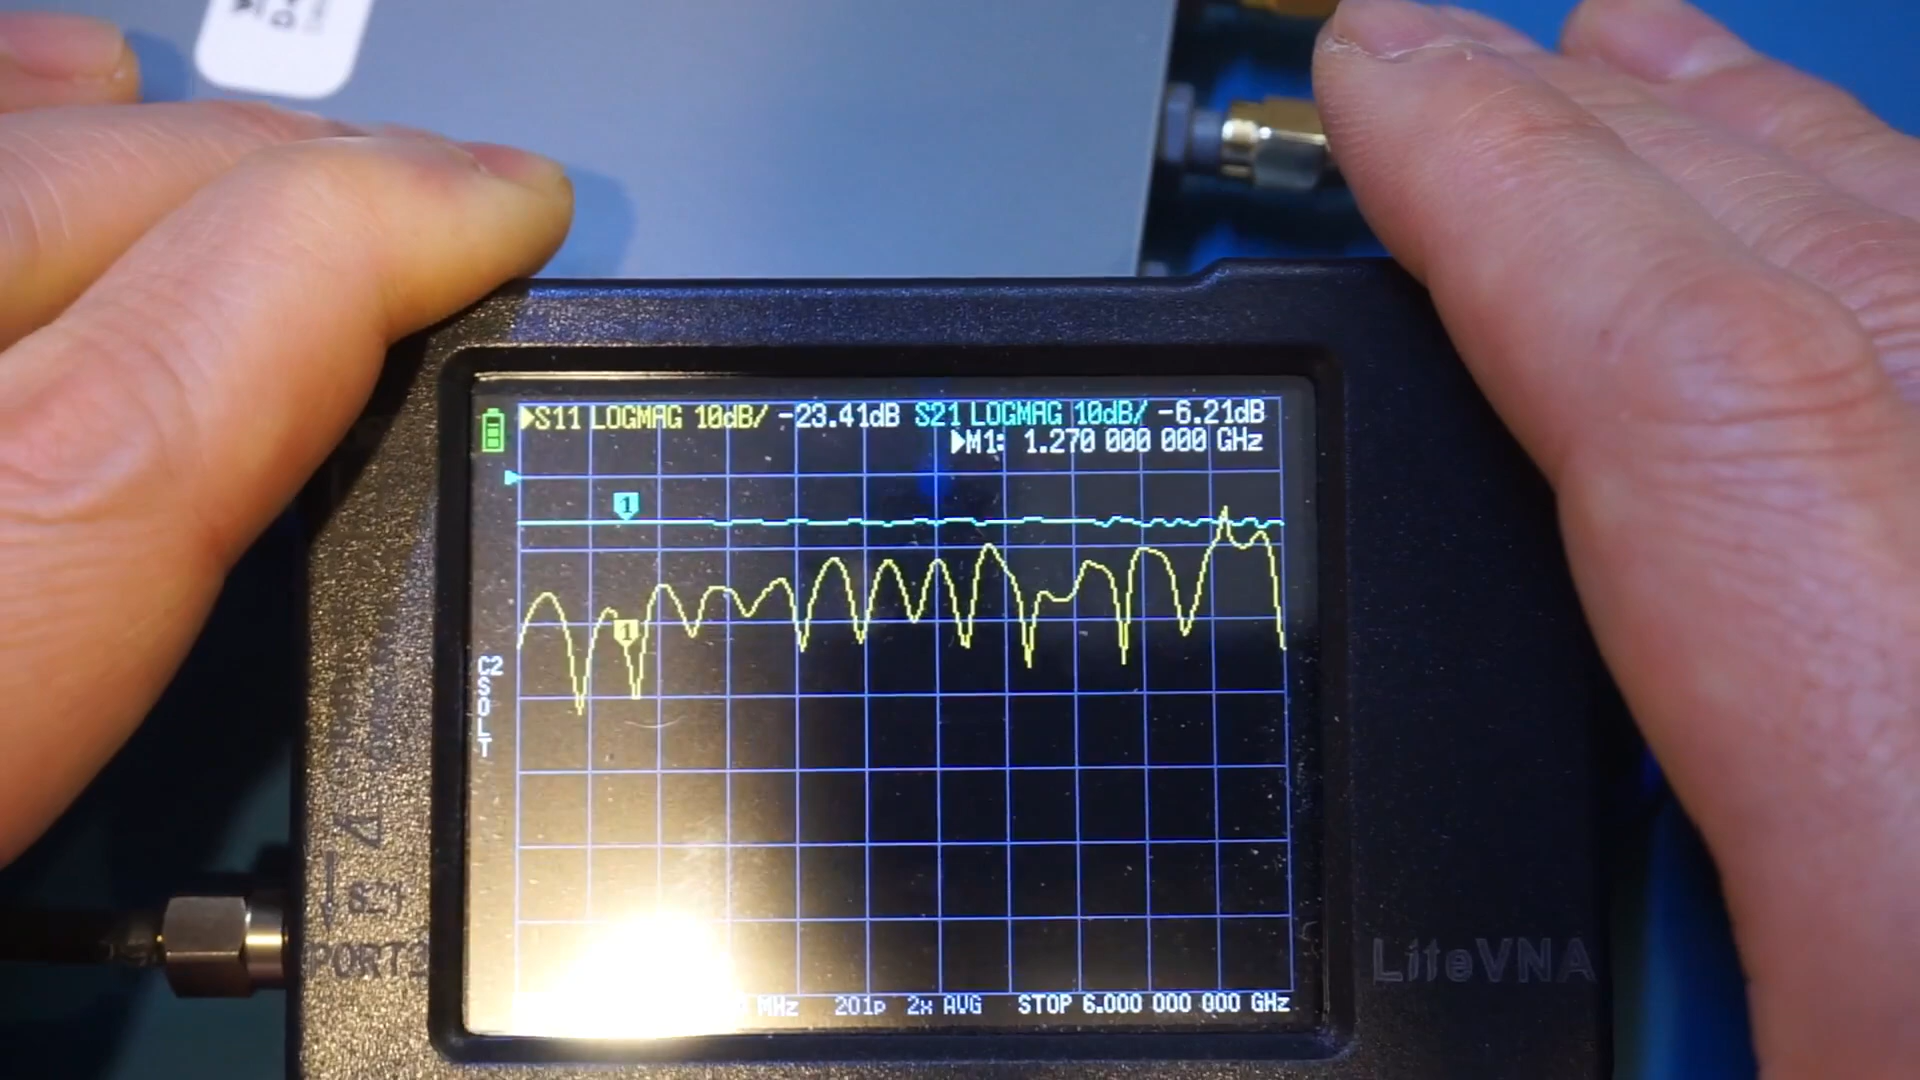 S11 LOGMAG 10dB/ -23.41dB S21 LOGMAG 10dB/ -6.21dB
M1: 1.270 000 000 GHz
1
1
C2
S
O
L
T
S21
PORT2
LiteVNA
MHz 201p 2x AVG STOP 6.000 000 000 GHz